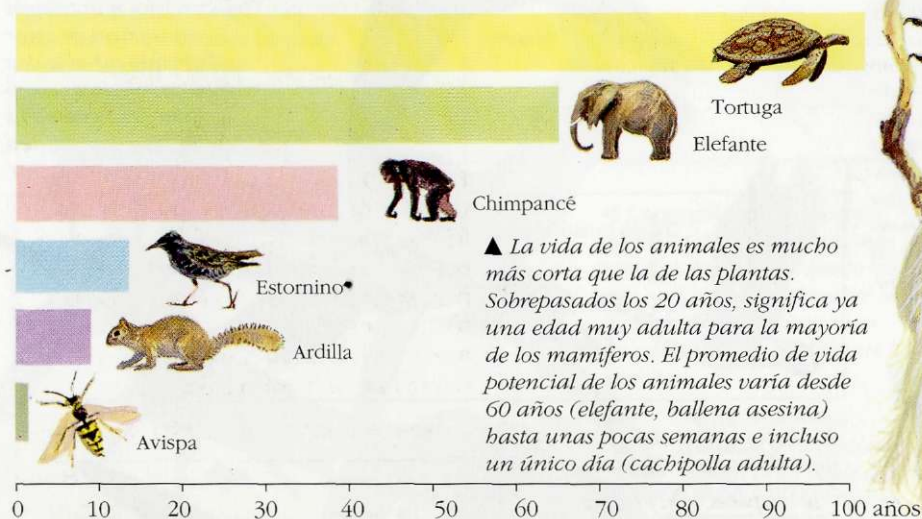 Tortuga
Elefante
Chimpancé
Estornino
Ardilla
Avispa
▲ La vida de los animales es mucho
más corta que la de las plantas.
Sobrepasados los 20 años, significa ya
una edad muy adulta para la mayoría
de los mamíferos. El promedio de vida
potencial de los animales varía desde
60 años (elefante, ballena asesina)
hasta unas pocas semanas e incluso
un único día (cachipolla adulta).
0 10 20 30 40 50 60 70 80 90 100 años